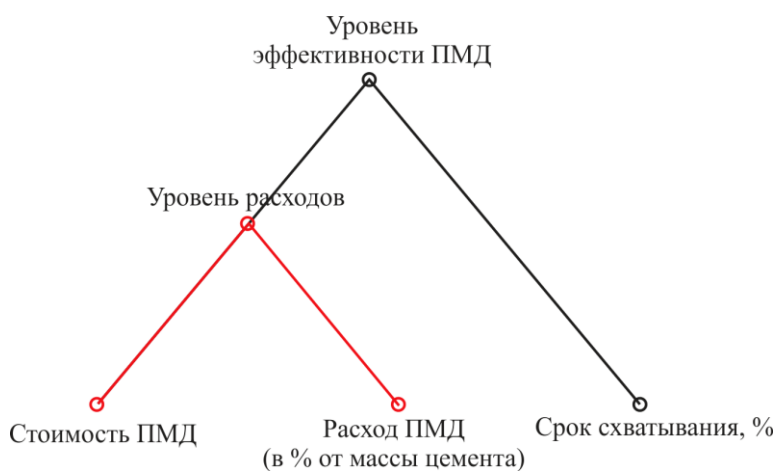 Уровень
эффективности ПМД
Уровень расходов
Стоимость ПМД
Расход ПМД
(в % от массы цемента)
Срок схватывания, %